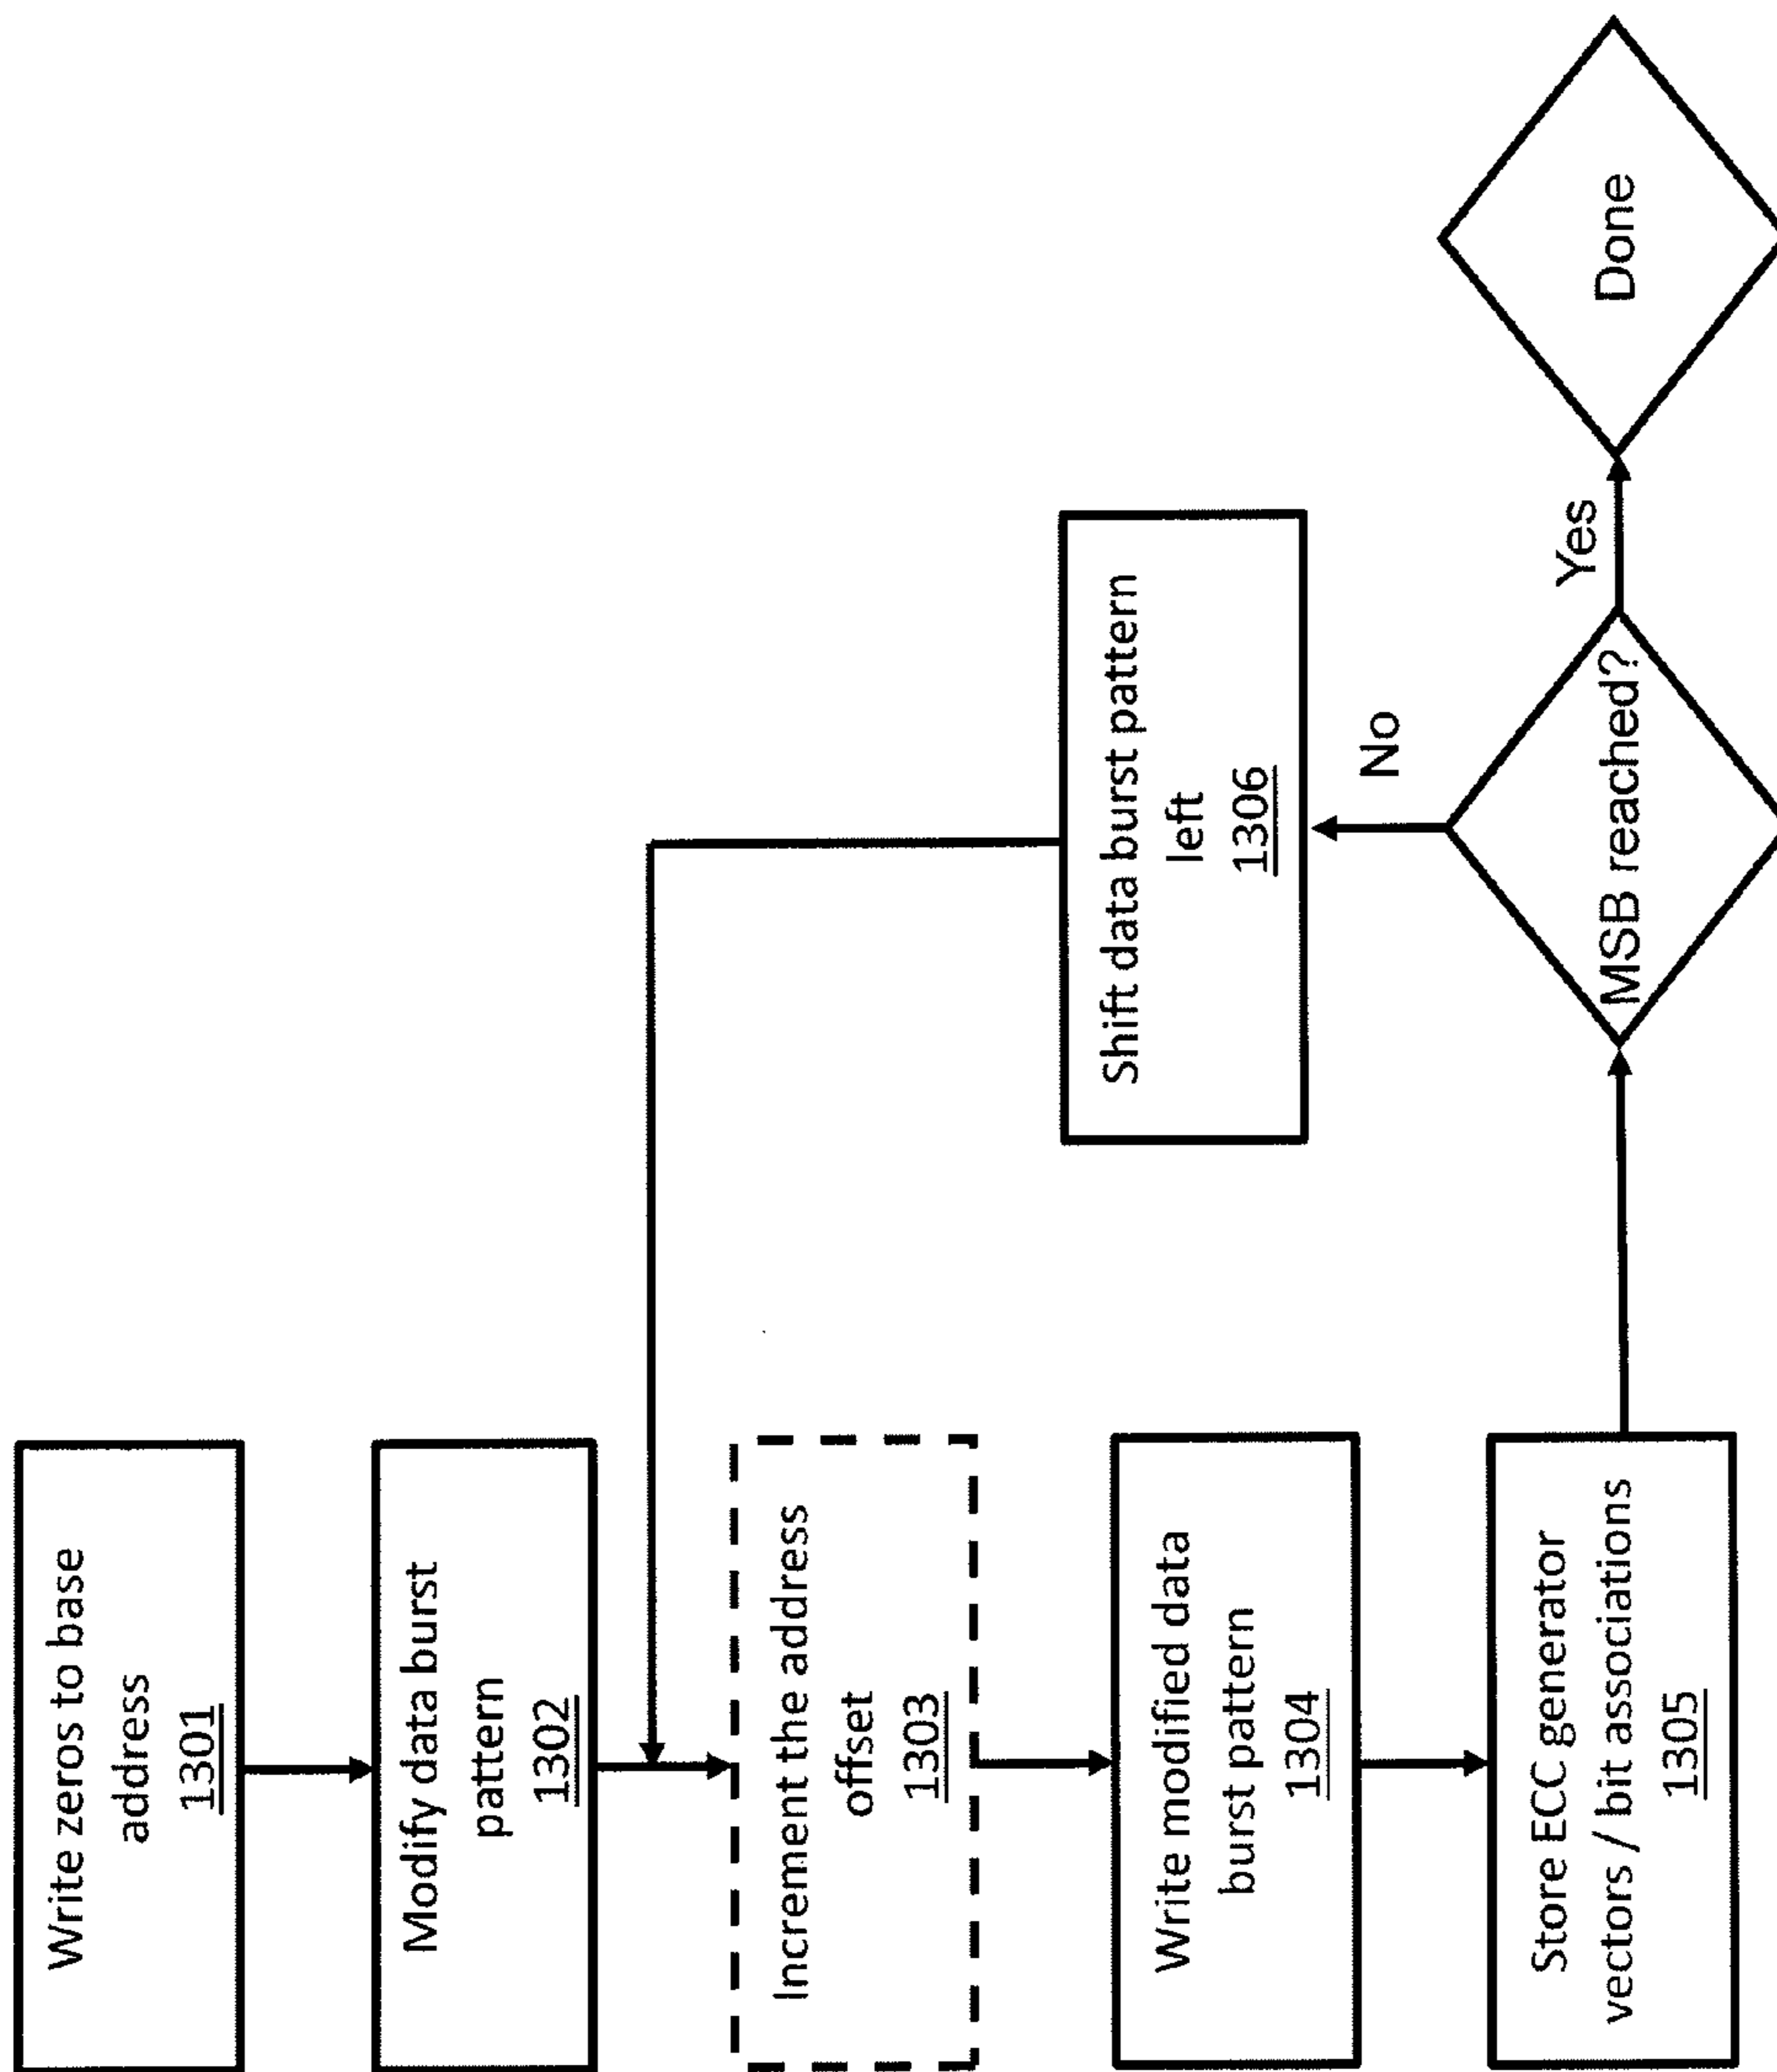 Write zeros to base
address
1301
Modify data burst
pattern
1302
Increment the address
offset
1303
Write modified data
burst pattern
1304
Store ECC generator
vectors / bit associations
1305
Shift data burst pattern
left
1306
No
MSB reached?
Yes
Done